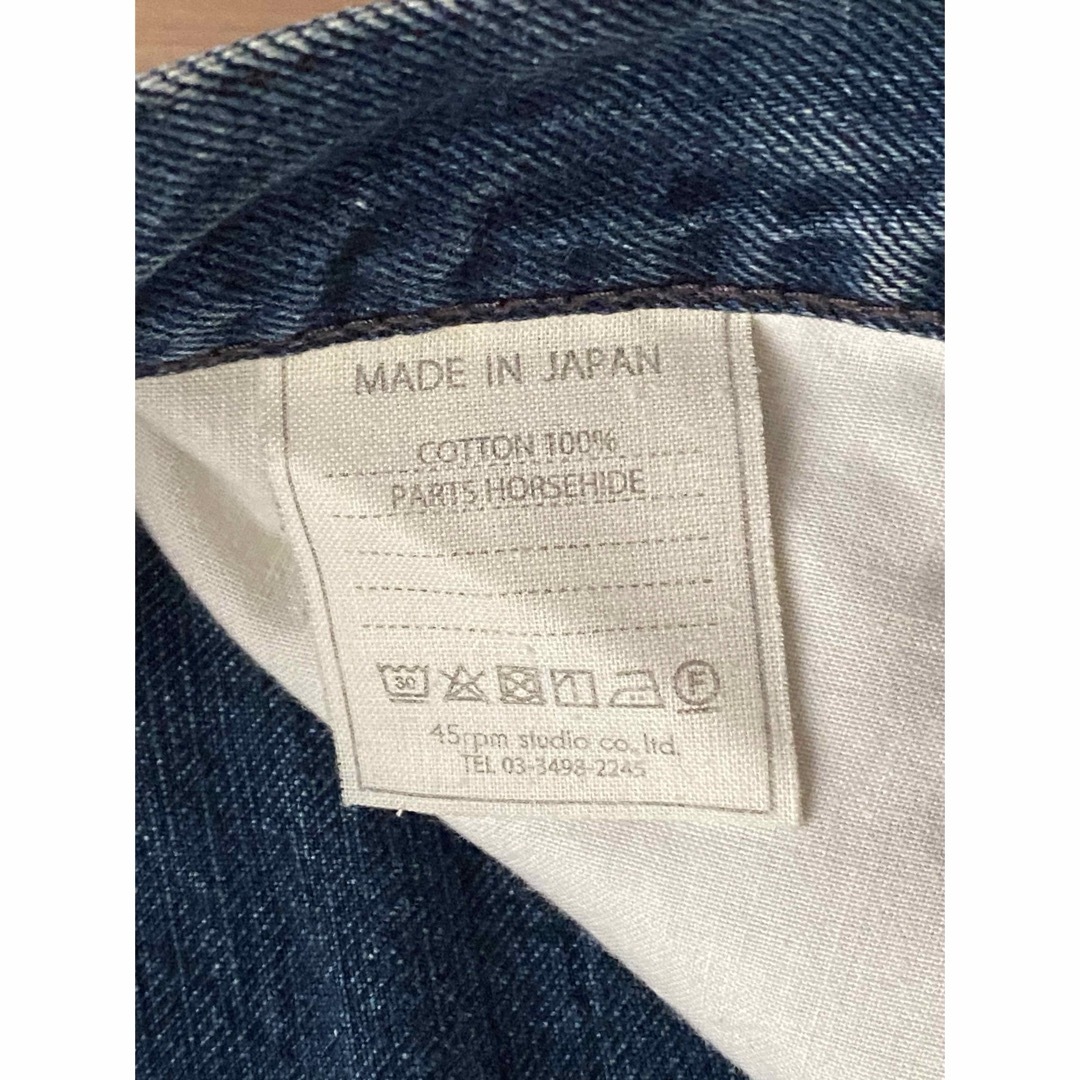 MADE IN JAPAN
COTTON 100%
PARTS HORSEHIDE
30 F
45rpm studio co., ltd.
TEL 03-3498-2245